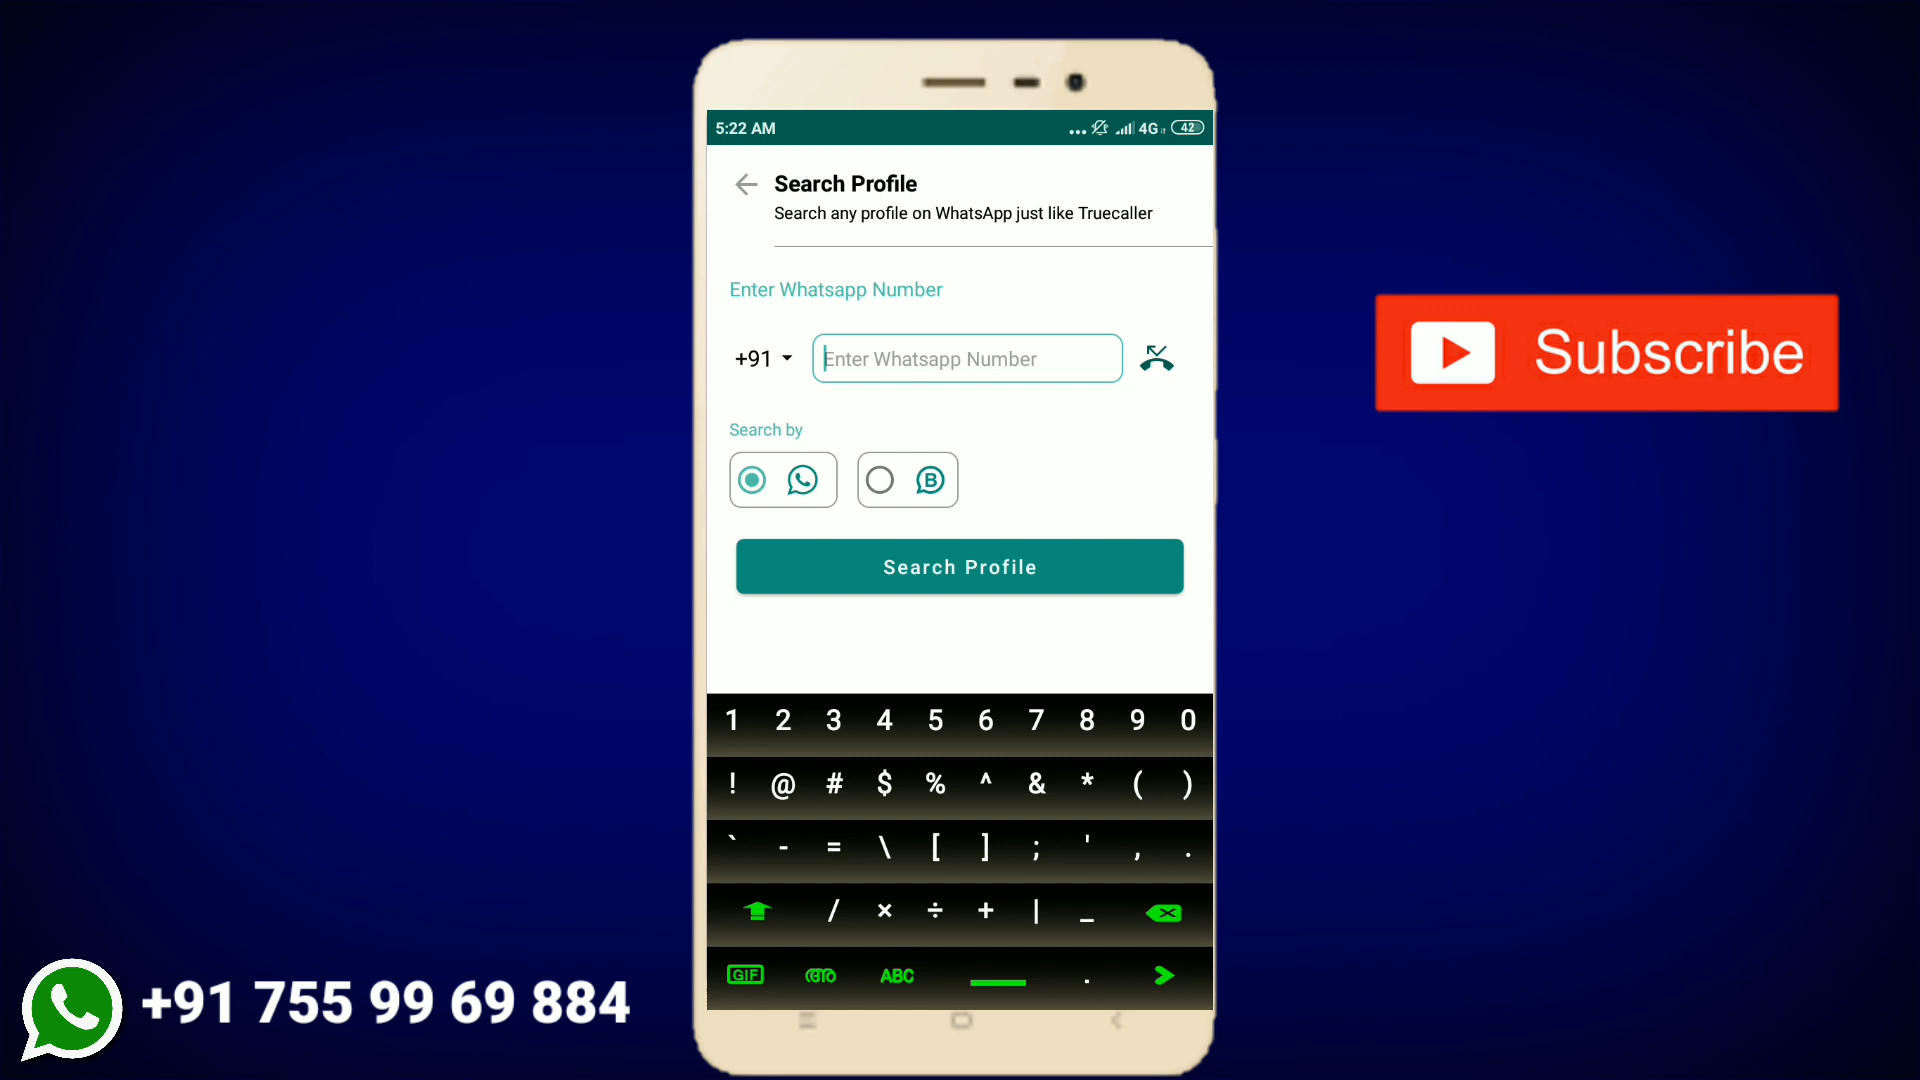 5:22 AM
4G
42
Search Profile
Search any profile on WhatsApp just like Truecaller
Enter Whatsapp Number
+91
Enter Whatsapp Number
Search by
B
Search Profile
Subscribe
1 2 3 4 5 6 7 8 9 0
! @ # $ % ^ & * ( )
` - = \ [ ] ; ' , .
/ × ÷ + | _
GIF അ ABC .
+91 755 99 69 884